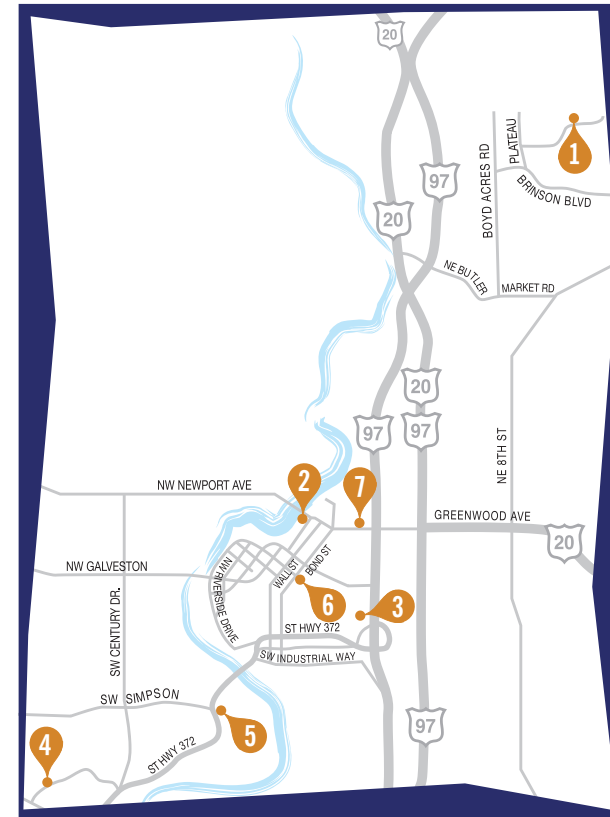 20
1
PLATEAU
BOYD ACRES RD
97
BRINSON BLVD
20
NE BUTLER
MARKET RD
20
97
97
NE 8TH ST
2
7
NW NEWPORT AVE
GREENWOOD AVE
20
NW GALVESTON
WALL ST
BOND ST
NW RIVERSIDE DRIVE
SW CENTURY DR.
6
3
ST HWY 372
SW INDUSTRIAL WAY
SW SIMPSON
97
4
5
ST HWY 372